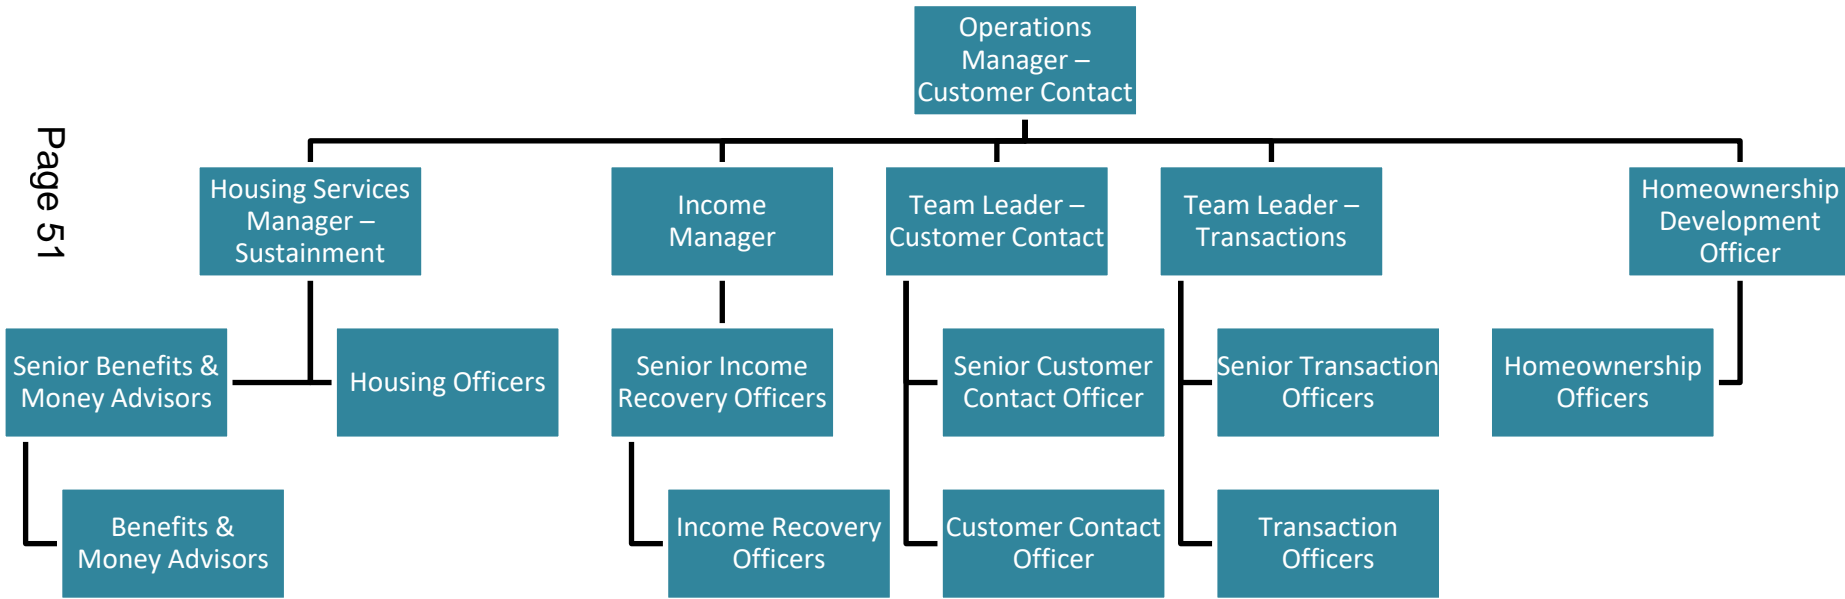 Operations
Manager –
Customer Contact
Page 51
Housing Services
Manager –
Sustainment
Income
Manager
Team Leader –
Customer Contact
Team Leader –
Transactions
Homeownership
Development
Officer
Senior Benefits &
Money Advisors
Housing Officers
Senior Income
Recovery Officers
Senior Customer
Contact Officer
Senior Transaction
Officers
Homeownership
Officers
Benefits &
Money Advisors
Income Recovery
Officers
Customer Contact
Officer
Transaction
Officers